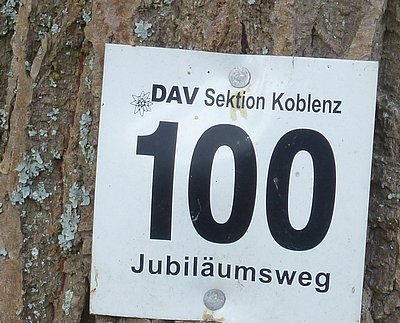 DAV Sektion Koblenz
100
Jubiläumsweg